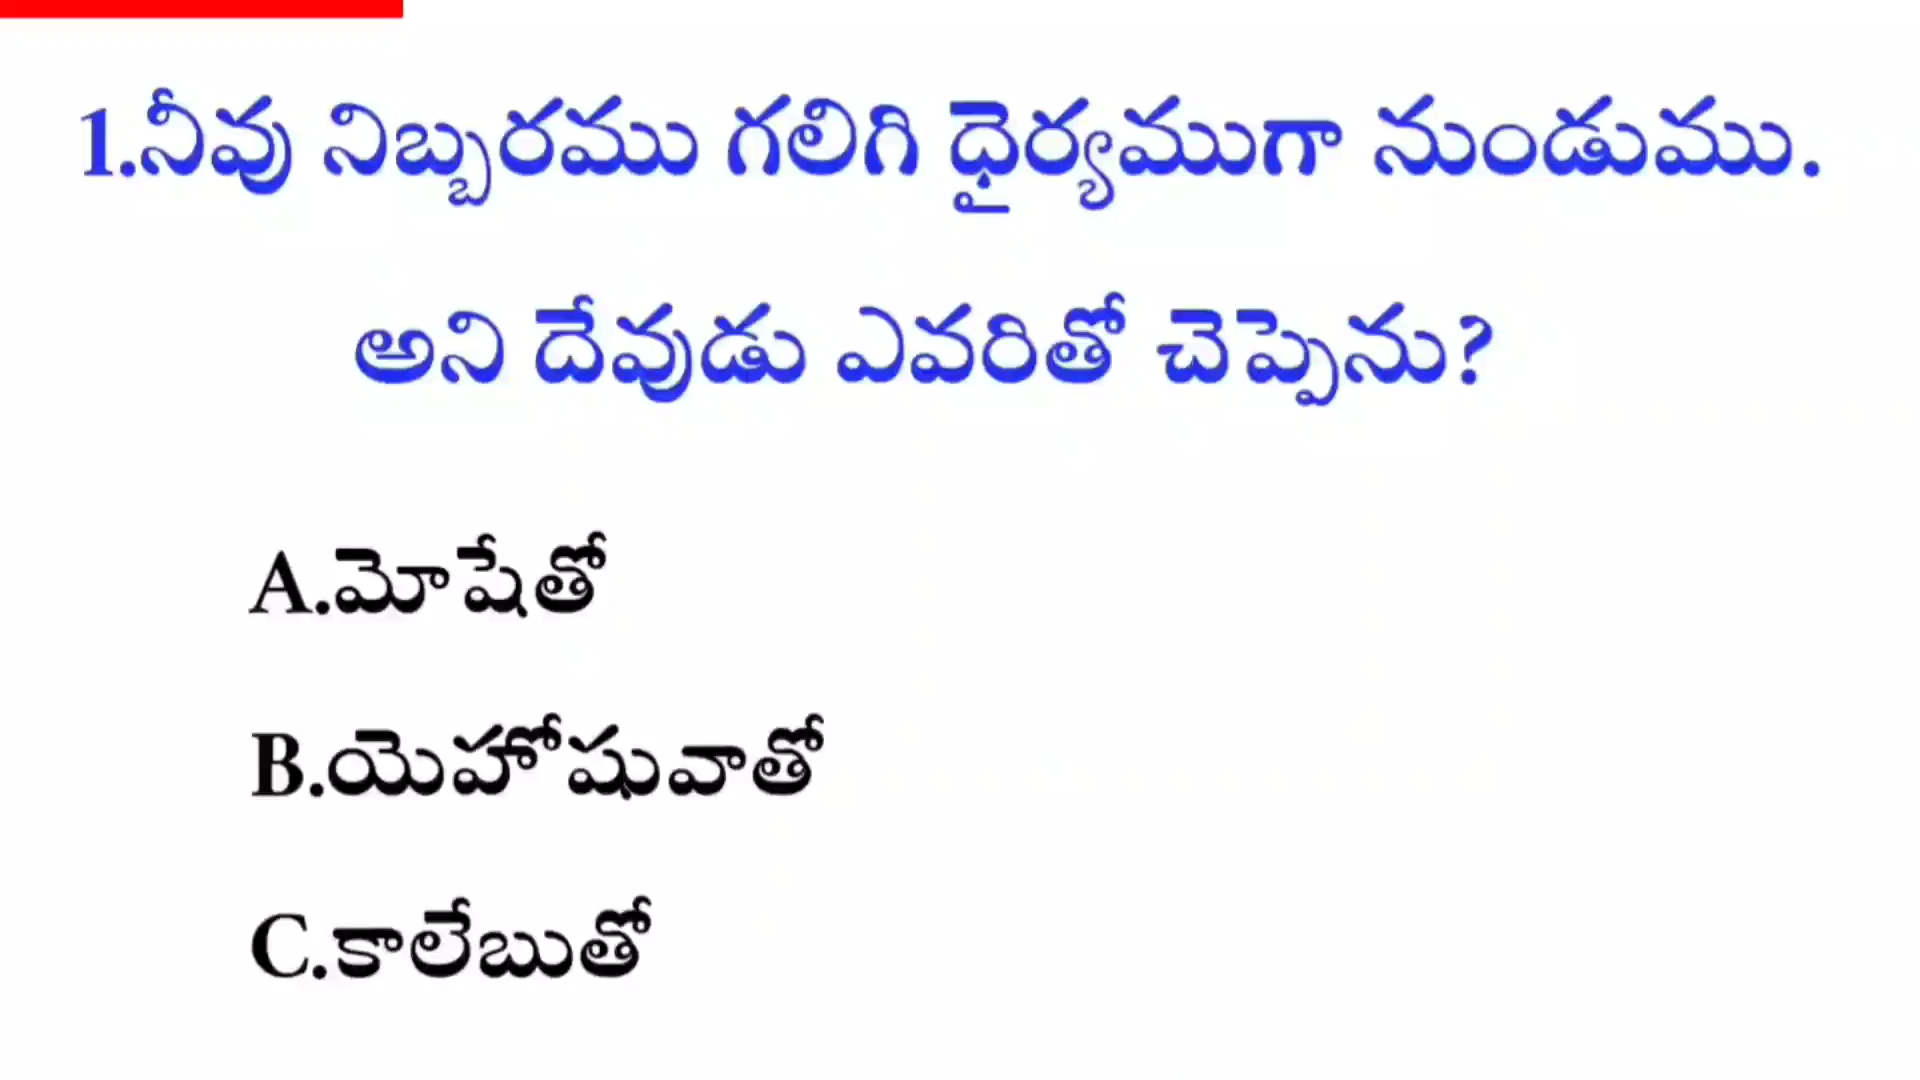 1.నీవు నిబ్బరము గలిగి ధైర్యముగా నుండుము.
అని దేవుడు ఎవరితో చెప్పెను?
A.మోషేతో
B.యెహోషువాతో
C.కాలేబుతో